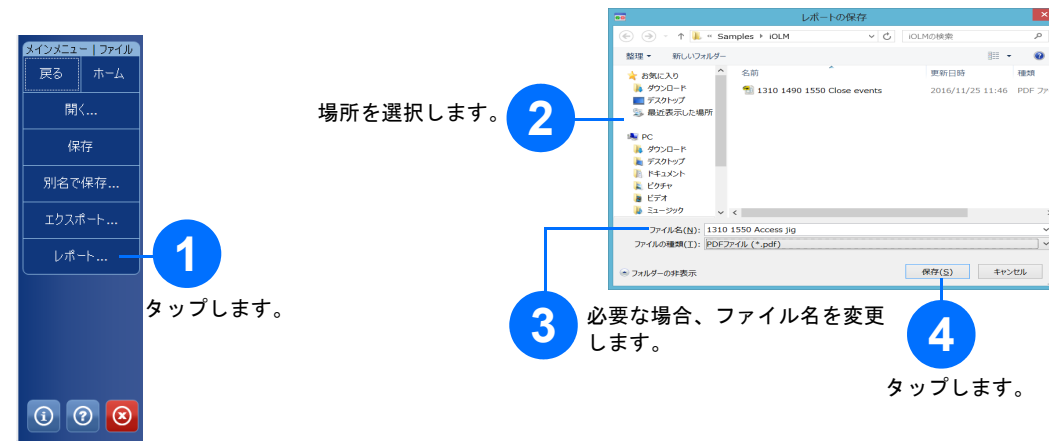 メインメニュー | ファイル
戻る ホーム
開く...
保存
別名で保存...
エクスポート...
レポート...
1
タップします。
場所を選択します。
2
レポートの保存
« Samples ▸ iOLM
iOLMの検索
整理 新しいフォルダー
お気に入り
ダウンロード
デスクトップ
最近表示した場所
PC
ダウンロード
デスクトップ
ドキュメント
ピクチャ
ビデオ
ミュージック
名前 更新日時 種類
1310 1490 1550 Close events 2016/11/25 11:46 PDF ファ
ファイル名(N): 1310 1550 Access jig
ファイルの種類(T): PDFファイル (*.pdf)
フォルダーの非表示
保存(S) キャンセル
3
必要な場合、ファイル名を変更
します。
4
タップします。